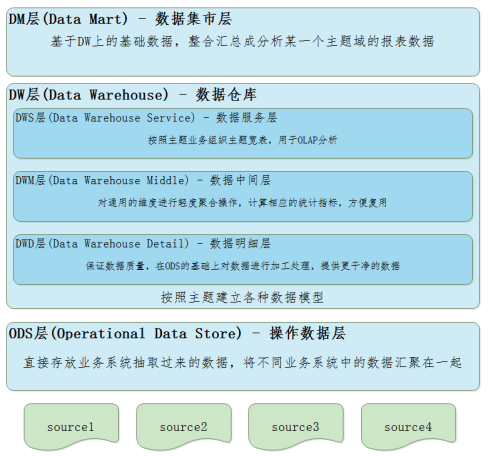 DM层(Data Mart) - 数据集市层
基于DW上的基础数据，整合汇总成分析某一个主题域的报表数据
DW层(Data Warehouse) - 数据仓库
DWS层(Data Warehouse Service) - 数据服务层
按照主题业务组织主题宽表，用于OLAP分析
DWM层(Data Warehouse Middle) - 数据中间层
对通用的维度进行轻度聚合操作，计算相应的统计指标，方便复用
DWD层(Data Warehouse Detail) - 数据明细层
保证数据质量，在ODS的基础上对数据进行加工处理，提供更干净的数据
按照主题建立各种数据模型
ODS层(Operational Data Store) - 操作数据层
直接存放业务系统抽取过来的数据，将不同业务系统中的数据汇聚在一起
source1 source2 source3 source4